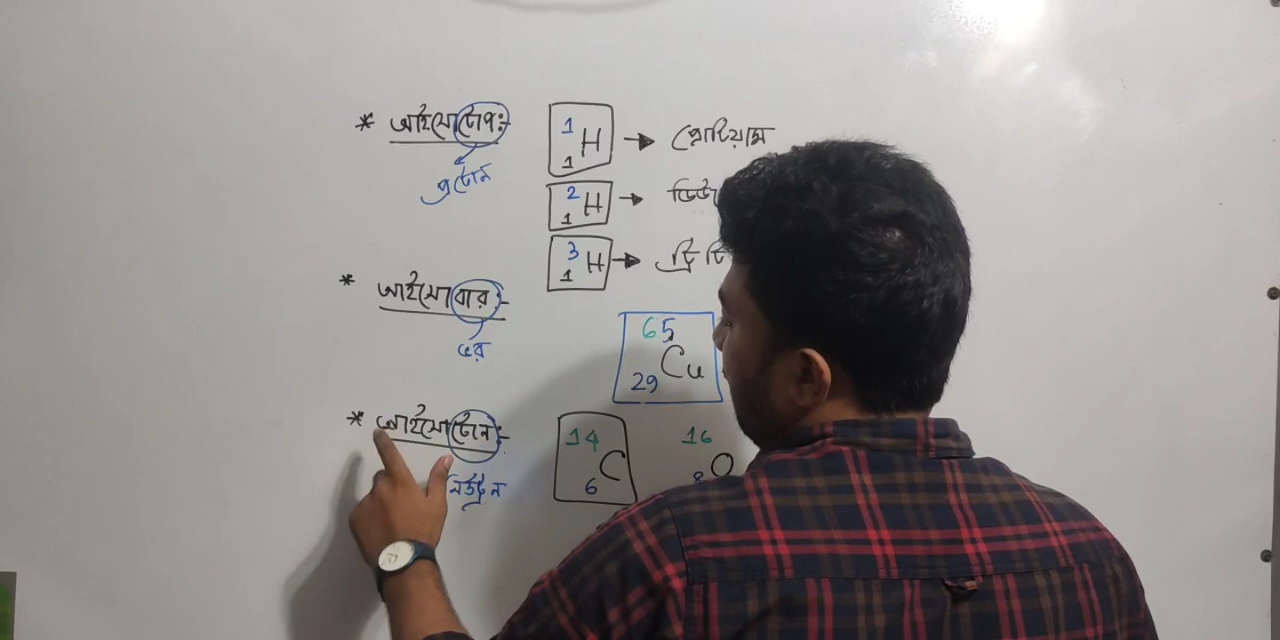 * আইসোটোপ:-
প্রোটন
1 1 H → প্রোটিয়াম
2 1 H →
3 1 H →
* আইসোবার:-
ভর
65 29 Cu
* আইসোটোন:-
নিউট্রন
14 6 C
16 8 O